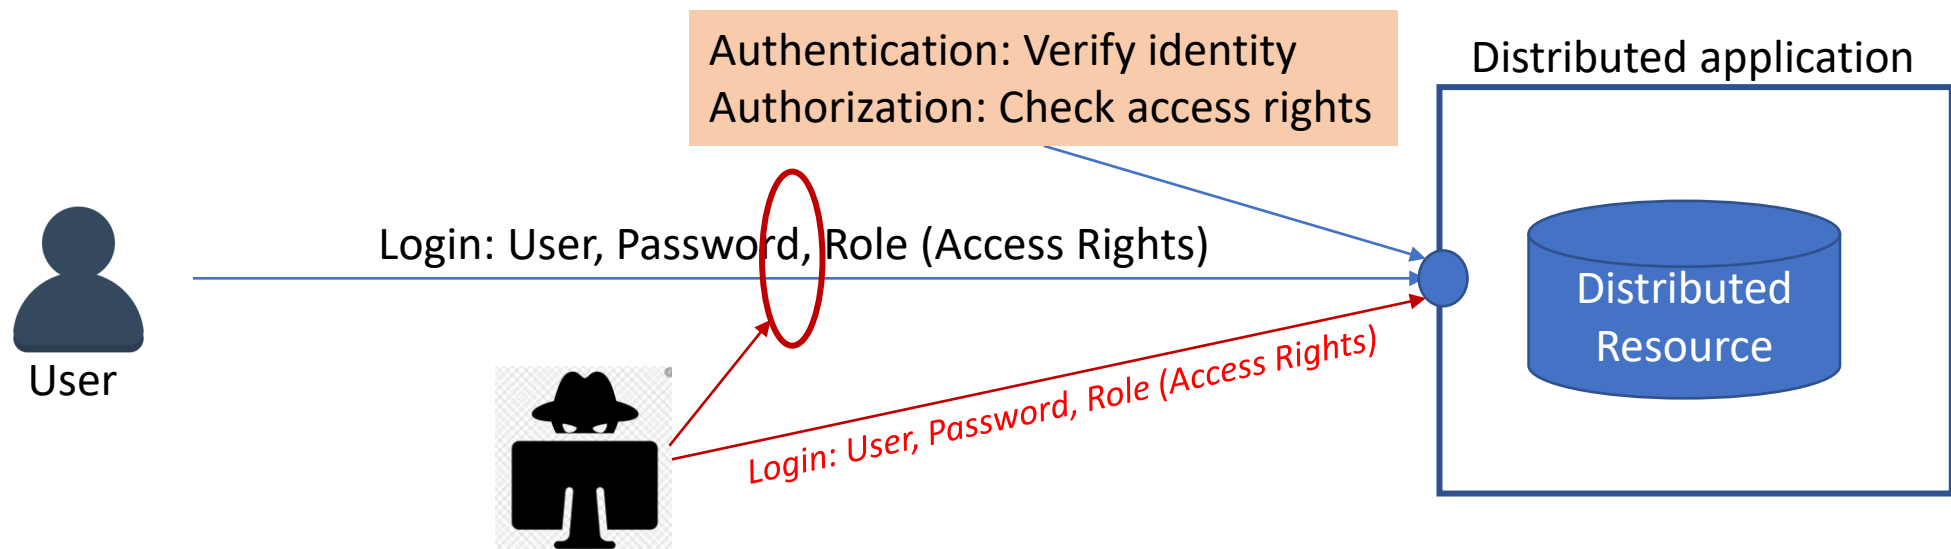 Authentication: Verify identity
Authorization: Check access rights
Distributed application
Login: User, Password, Role (Access Rights)
Distributed
Resource
User
Login: User, Password, Role (Access Rights)